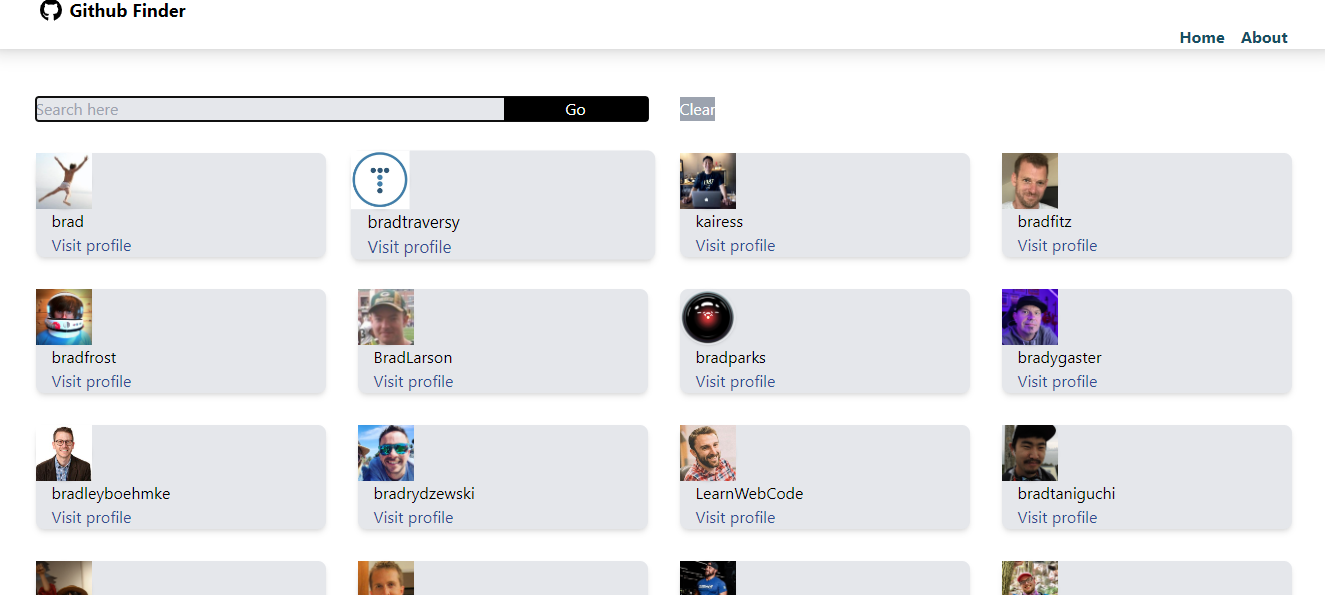 Github Finder
Home About
Search here Go Clear
brad bradtraversy kairess bradfitz
Visit profile Visit profile Visit profile Visit profile
bradfrost BradLarson bradparks bradygaster
Visit profile Visit profile Visit profile Visit profile
bradleyboehmke bradrydzewski LearnWebCode bradtaniguchi
Visit profile Visit profile Visit profile Visit profile